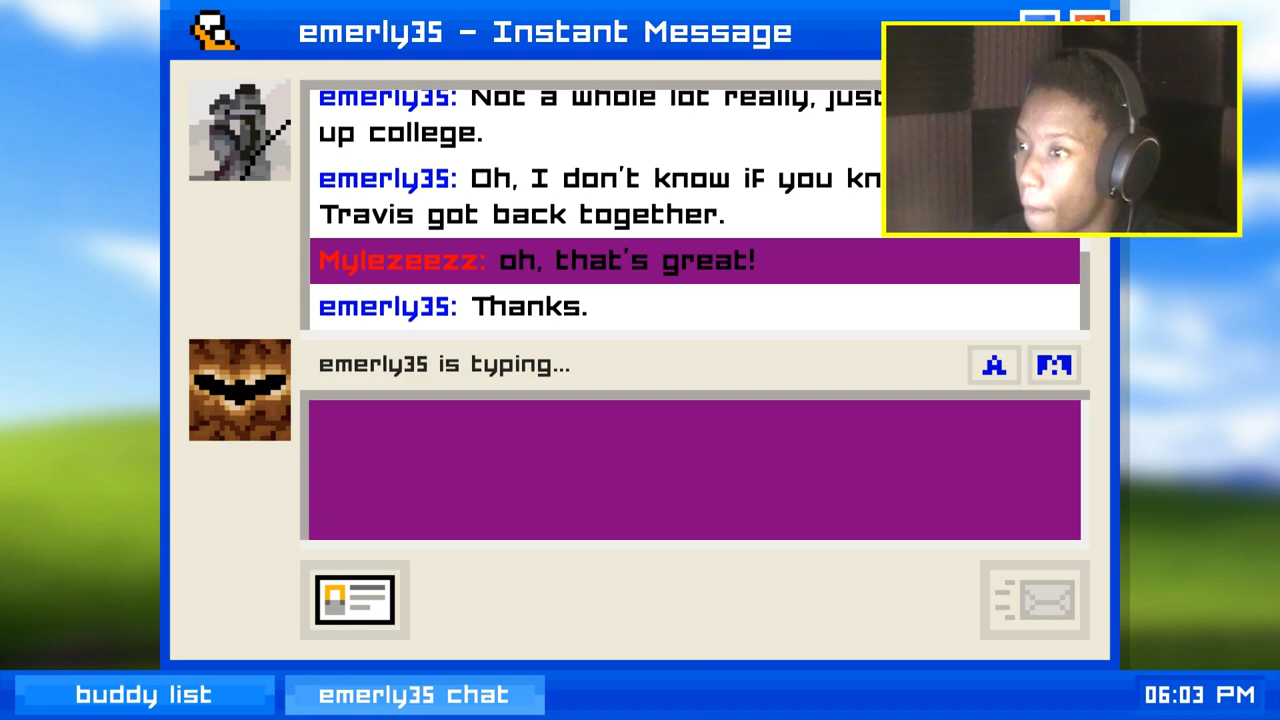 emerly35 – Instant Message
emerly35: Not a whole lot really, just
up college.
emerly35: Oh, I don't know if you
Travis got back together.
Mylezeezz: oh, that's great!
emerly35: Thanks.
emerly35 is typing...
A
buddy list
emerly35 chat
06:03 PM